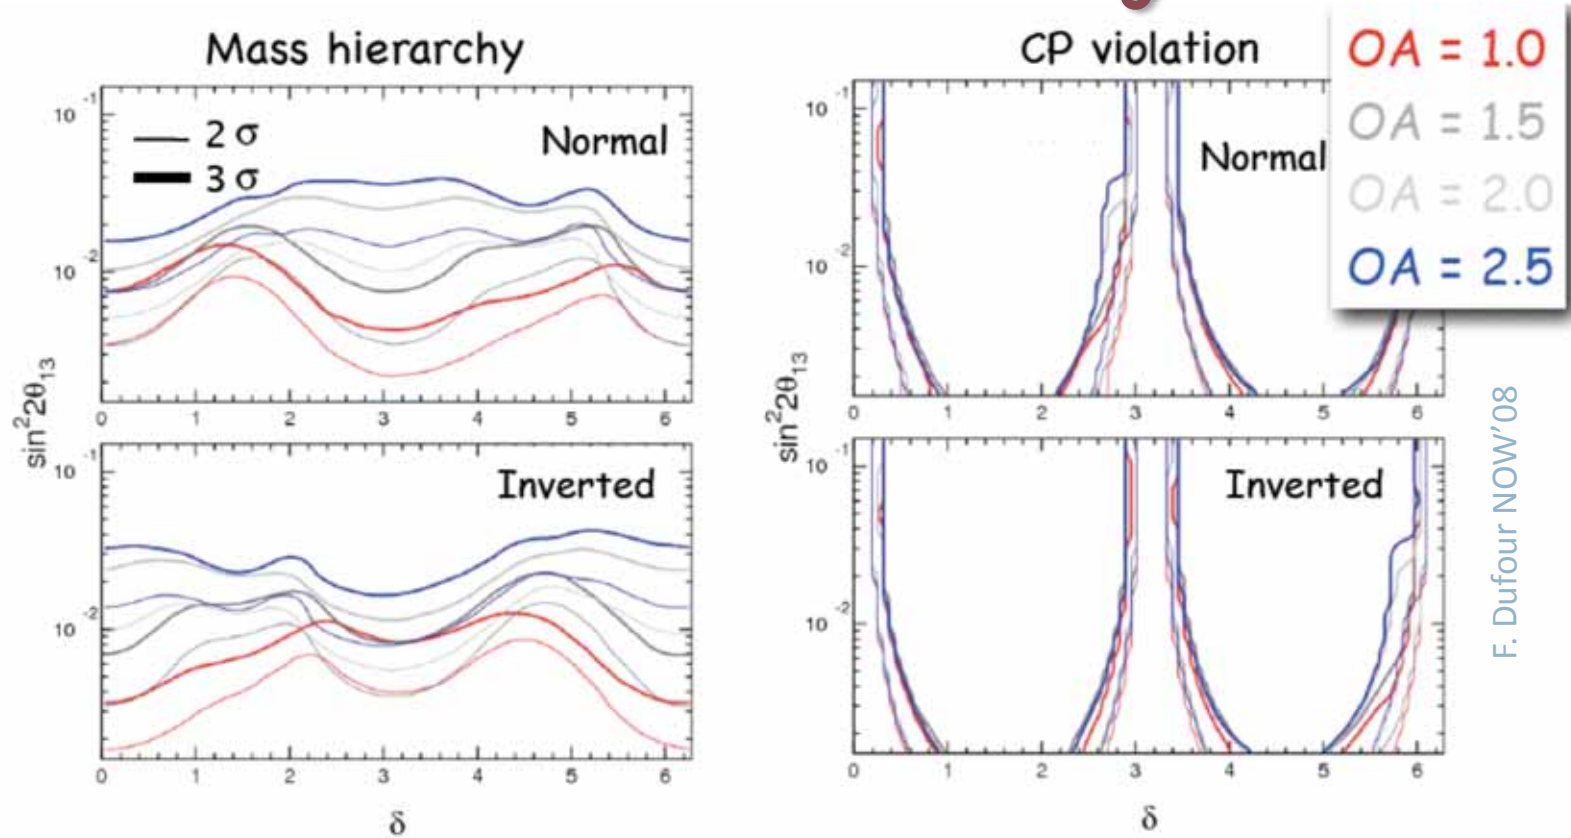 Mass hierarchy
10⁻¹
2 σ
3 σ
Normal
10⁻²
0 1 2 3 4 5 6
sin²2θ₁₃
10⁻¹
Inverted
10⁻²
0 1 2 3 4 5 6
δ
CP violation
10⁻¹
Normal
10⁻²
0 1 2 3 4 5 6
sin²2θ₁₃
10⁻¹
Inverted
10⁻²
0 1 2 3 4 5 6
δ
OA = 1.0
OA = 1.5
OA = 2.0
OA = 2.5
F. Dufour NOW'08